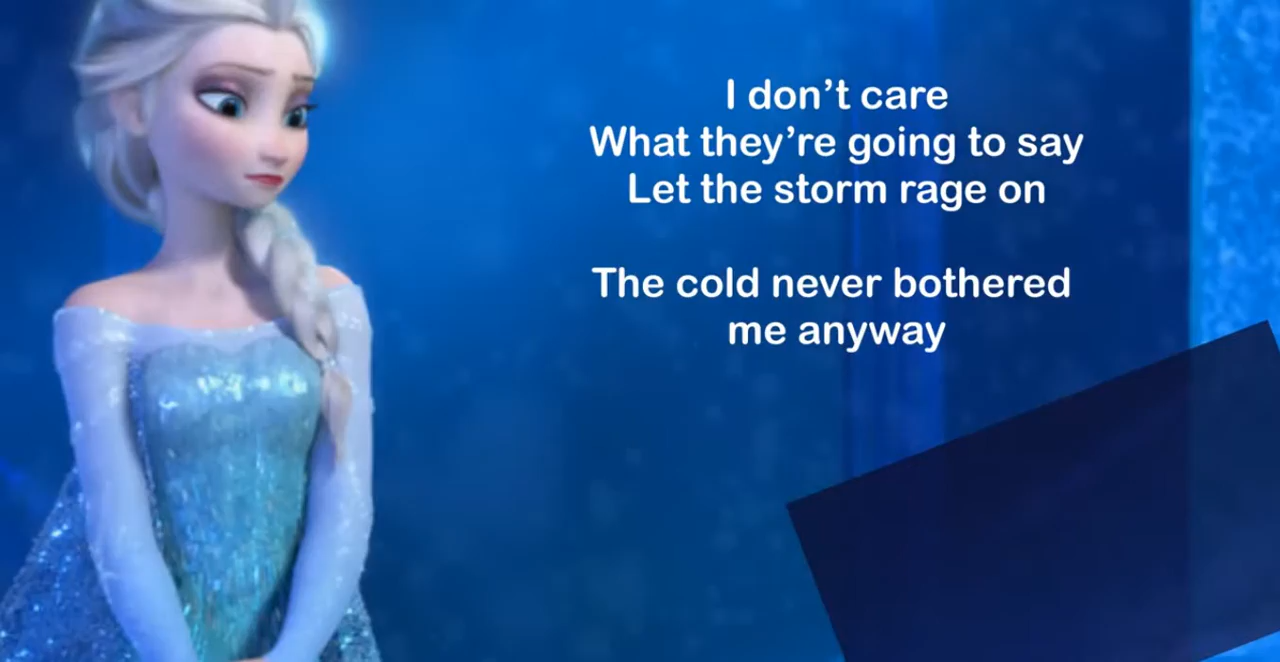 I don’t care
What they’re going to say
Let the storm rage on
The cold never bothered
me anyway